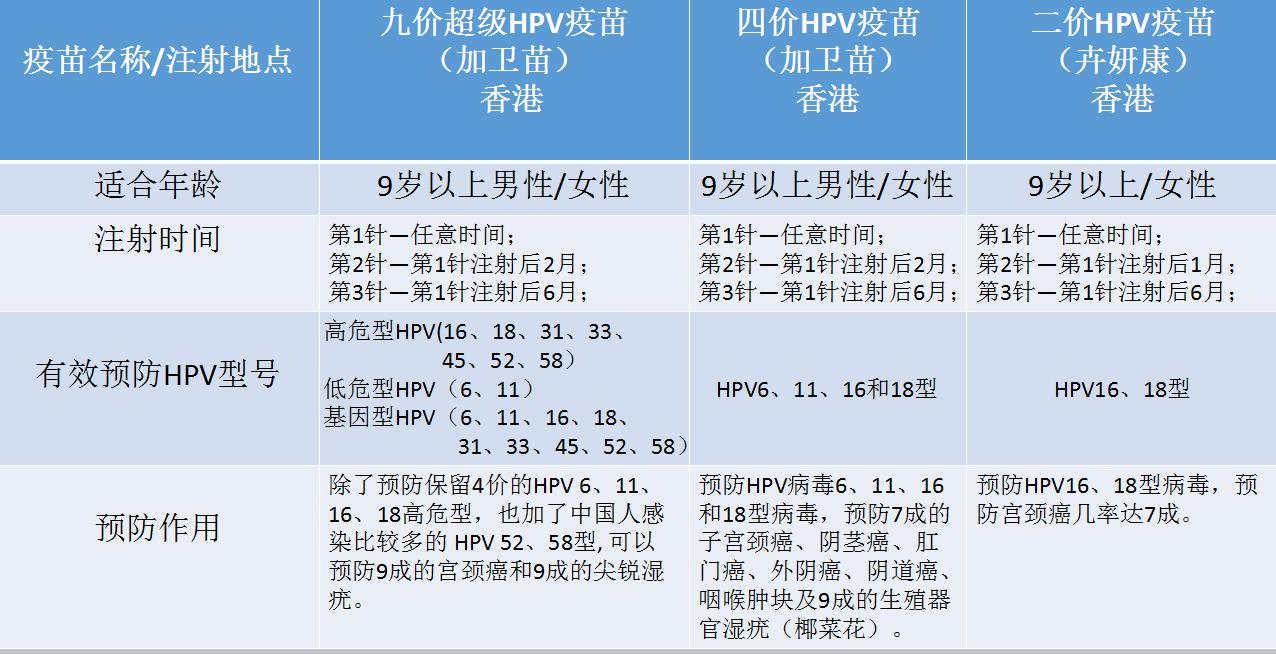 疫苗名称/注射地点
九价超级HPV疫苗
（加卫苗）
香港
四价HPV疫苗
（加卫苗）
香港
二价HPV疫苗
（卉妍康）
香港
适合年龄
9岁以上男性/女性
9岁以上男性/女性
9岁以上/女性
注射时间
第1针—任意时间；
第2针—第1针注射后2月；
第3针—第1针注射后6月；
第1针—任意时间；
第2针—第1针注射后2月；
第3针—第1针注射后6月；
第1针—任意时间；
第2针—第1针注射后1月；
第3针—第1针注射后6月；
有效预防HPV型号
高危型HPV(16、18、31、33、
45、52、58）
低危型HPV（6、11）
基因型HPV（6、11、16、18、
31、33、45、52、58）
HPV6、11、16和18型
HPV16、18型
预防作用
除了预防保留4价的HPV 6、11、
16、18高危型，也加了中国人感
染比较多的 HPV 52、58型, 可以
预防9成的宫颈癌和9成的尖锐湿
疣。
预防HPV病毒6、11、16
和18型病毒，预防7成的
子宫颈癌、阴茎癌、肛
门癌、外阴癌、阴道癌、
咽喉肿块及9成的生殖器
官湿疣（椰菜花）。
预防HPV16、18型病毒，预
防宫颈癌几率达7成。